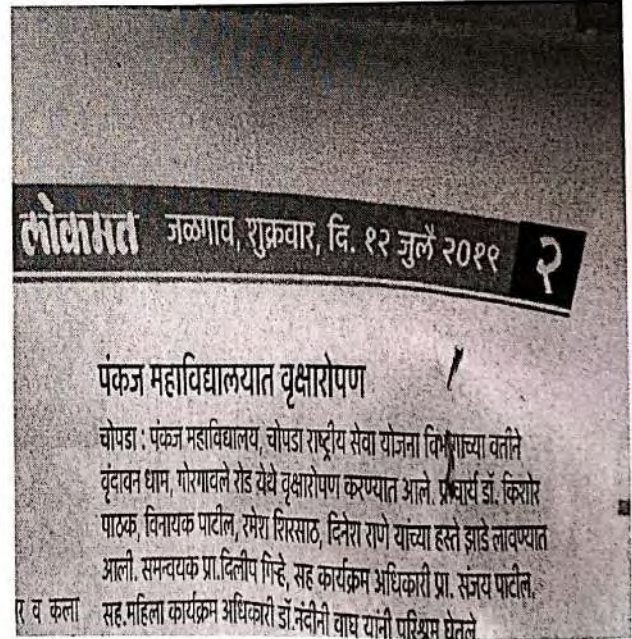 लोकमत जळगाव, शुक्रवार, दि. १२ जुलै २०१९ २
पंकज महाविद्यालयात वृक्षारोपण
चोपडा : पंकज महाविद्यालय, चोपडा राष्ट्रीय सेवा योजना विभागाच्या वतीने
वृंदावन धाम, गोरगावले रोड येथे वृक्षारोपण करण्यात आले. प्राचार्य डॉ. किशोर
पाठक, विनायक पाटील, रमेश शिरसाठ, दिनेश राणे यांच्या हस्ते झाडे लावण्यात
आली. समन्वयक प्रा.दिलीप गिऱ्हे, सह कार्यक्रम अधिकारी प्रा. संजय पाटील,
सह.महिला कार्यक्रम अधिकारी डॉ.नंदीनी वाघ यांनी परिश्रम घेतले
र व कला